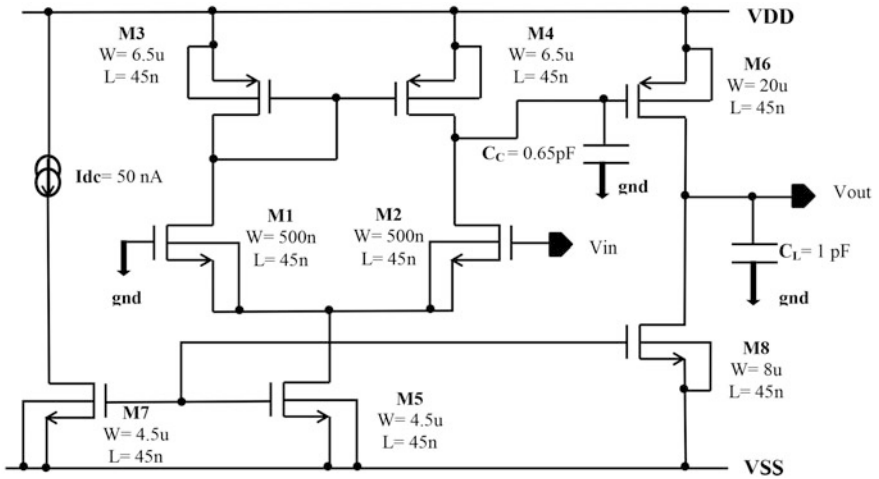 VDD
M3
W= 6.5u
L= 45n
M4
W= 6.5u
L= 45n
M6
W= 20u
L= 45n
Idc= 50 nA
C_C = 0.65pF
gnd
Vout
M1
W= 500n
L= 45n
M2
W= 500n
L= 45n
gnd
Vin
C_L= 1 pF
gnd
M8
W= 8u
L= 45n
M7
W= 4.5u
L= 45n
M5
W= 4.5u
L= 45n
VSS